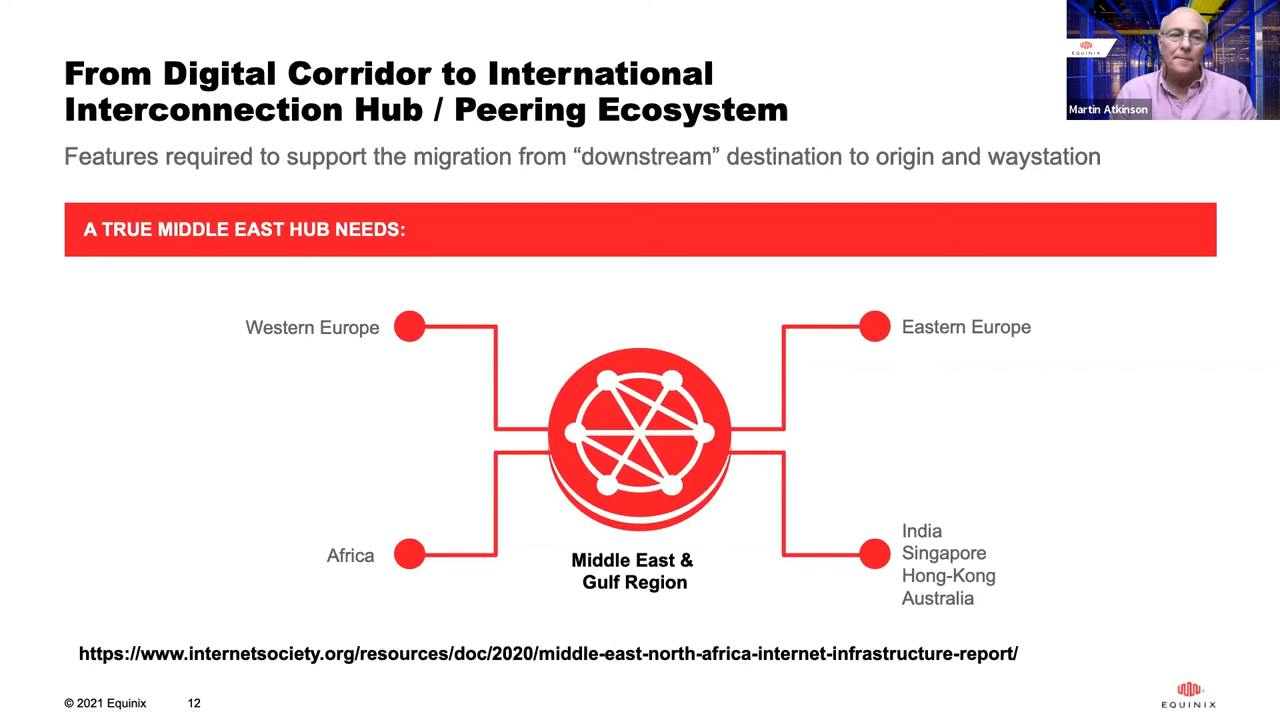 From Digital Corridor to International
Interconnection Hub / Peering Ecosystem
Features required to support the migration from “downstream” destination to origin and waystation
EQUINIX
Martin Atkinson
A TRUE MIDDLE EAST HUB NEEDS:
Western Europe
Eastern Europe
Africa
Middle East &
Gulf Region
India
Singapore
Hong-Kong
Australia
https://www.internetsociety.org/resources/doc/2020/middle-east-north-africa-internet-infrastructure-report/
© 2021 Equinix
12
EQUINIX